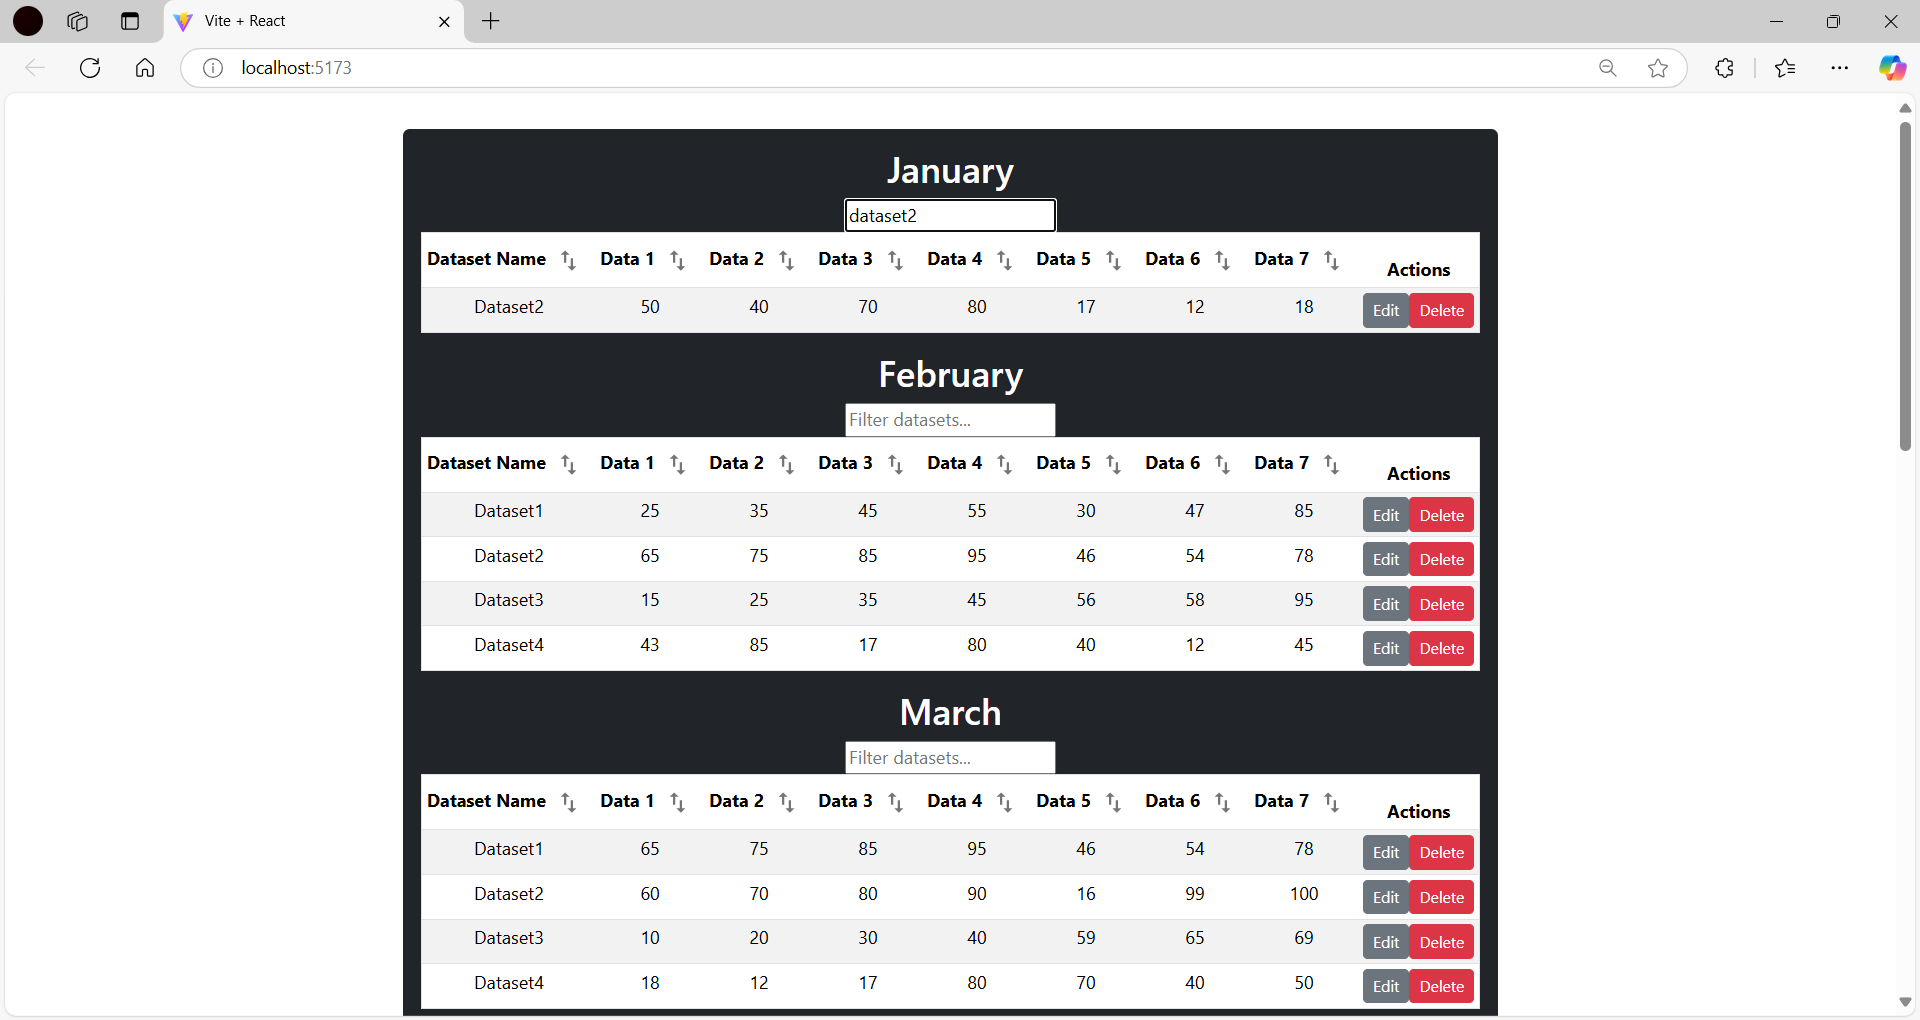 Vite + React
localhost:5173
January
dataset2
Dataset Name Data 1 Data 2 Data 3 Data 4 Data 5 Data 6 Data 7 Actions
Dataset2 50 40 70 80 17 12 18 Edit Delete
February
Filter datasets...
Dataset Name Data 1 Data 2 Data 3 Data 4 Data 5 Data 6 Data 7 Actions
Dataset1 25 35 45 55 30 47 85 Edit Delete
Dataset2 65 75 85 95 46 54 78 Edit Delete
Dataset3 15 25 35 45 56 58 95 Edit Delete
Dataset4 43 85 17 80 40 12 45 Edit Delete
March
Filter datasets...
Dataset Name Data 1 Data 2 Data 3 Data 4 Data 5 Data 6 Data 7 Actions
Dataset1 65 75 85 95 46 54 78 Edit Delete
Dataset2 60 70 80 90 16 99 100 Edit Delete
Dataset3 10 20 30 40 59 65 69 Edit Delete
Dataset4 18 12 17 80 70 40 50 Edit Delete